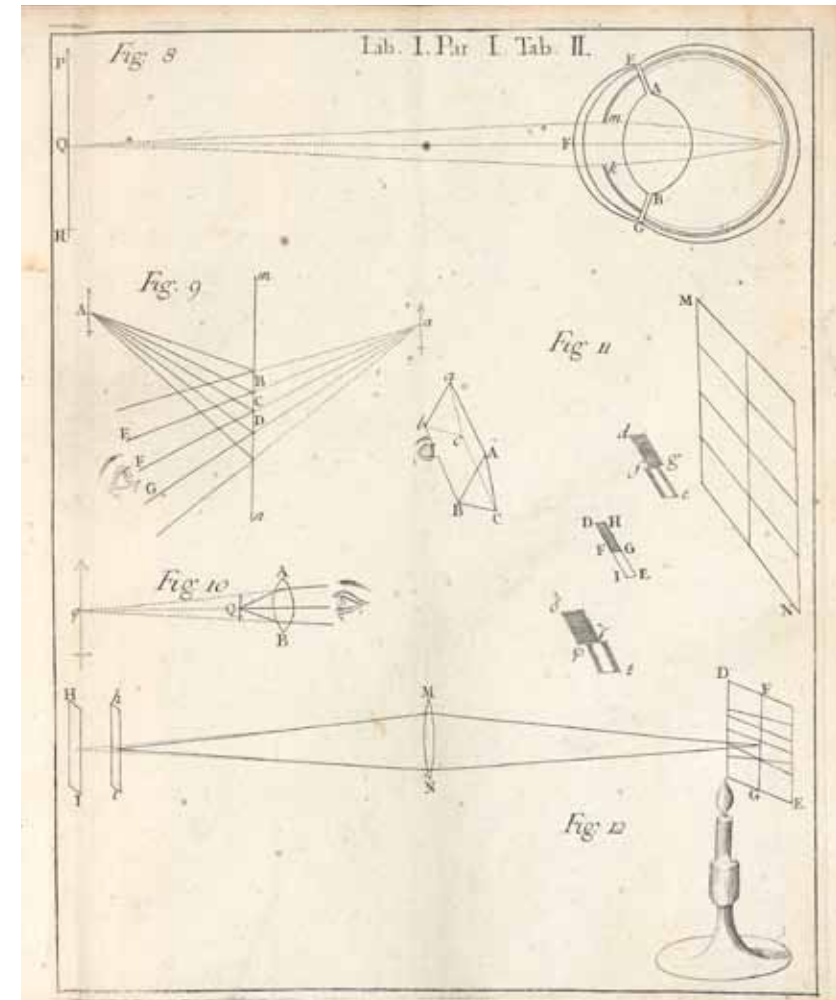 Lib. I. Par I. Tab. II.
Fig 8
P
Q
R
E
A
m
F
k
B
G
Fig. 9
A
m
B
C
D
E
F
G
n
a
Fig 11
a
b
c
A
B
C
M
N
d
g
f
e
D H
F G
I E
δ
γ
φ
ε
Fig 10
A
Q
q
B
H
h
I
i
M
N
D
F
G
E
Fig 12